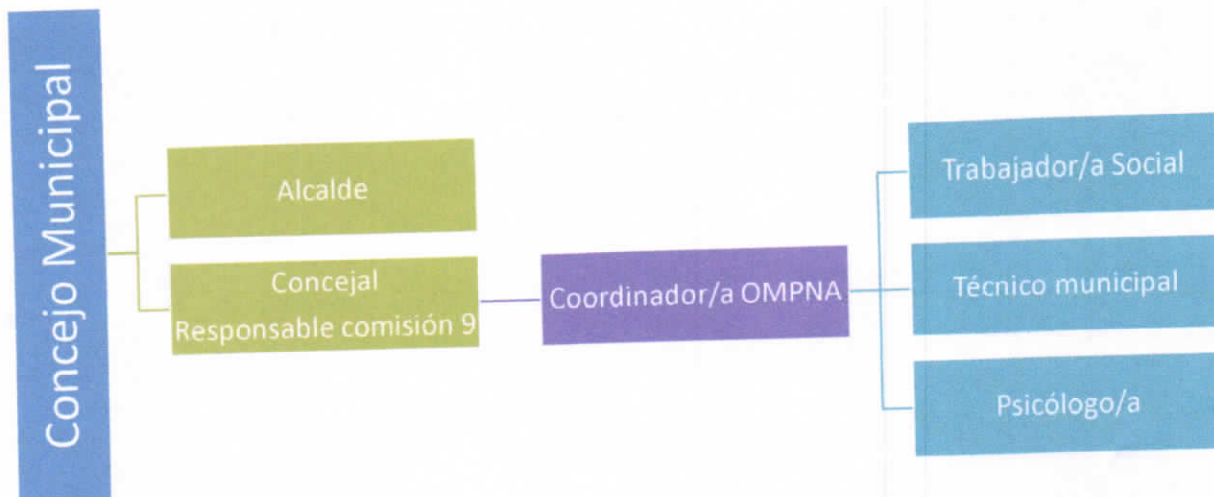 Concejo Municipal
Alcalde
Concejal
Responsable comisión 9
Coordinador/a OMPNA
Trabajador/a Social
Técnico municipal
Psicólogo/a